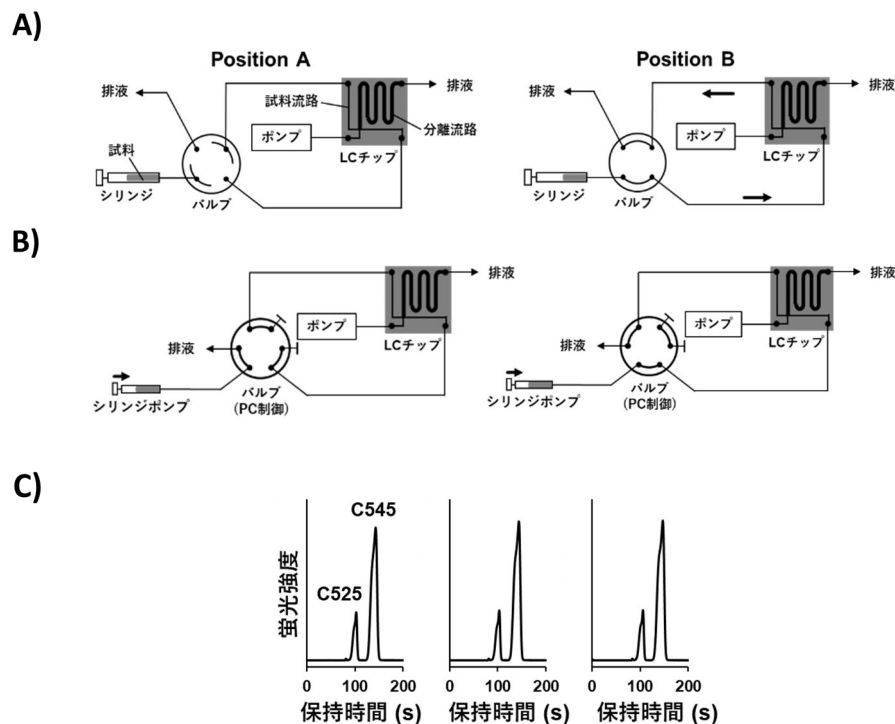 A)
Position A
Position B
排液
試料流路
排液
分離流路
ポンプ
LCチップ
試料
シリンジ
バルブ
排液
排液
ポンプ
LCチップ
シリンジ
バルブ
B)
排液
ポンプ
LCチップ
排液
シリンジポンプ
バルブ
(PC制御)
排液
ポンプ
LCチップ
排液
シリンジポンプ
バルブ
(PC制御)
C)
蛍光強度
C525
C545
0 100 200
保持時間 (s)
0 100 200
保持時間 (s)
0 100 200
保持時間 (s)